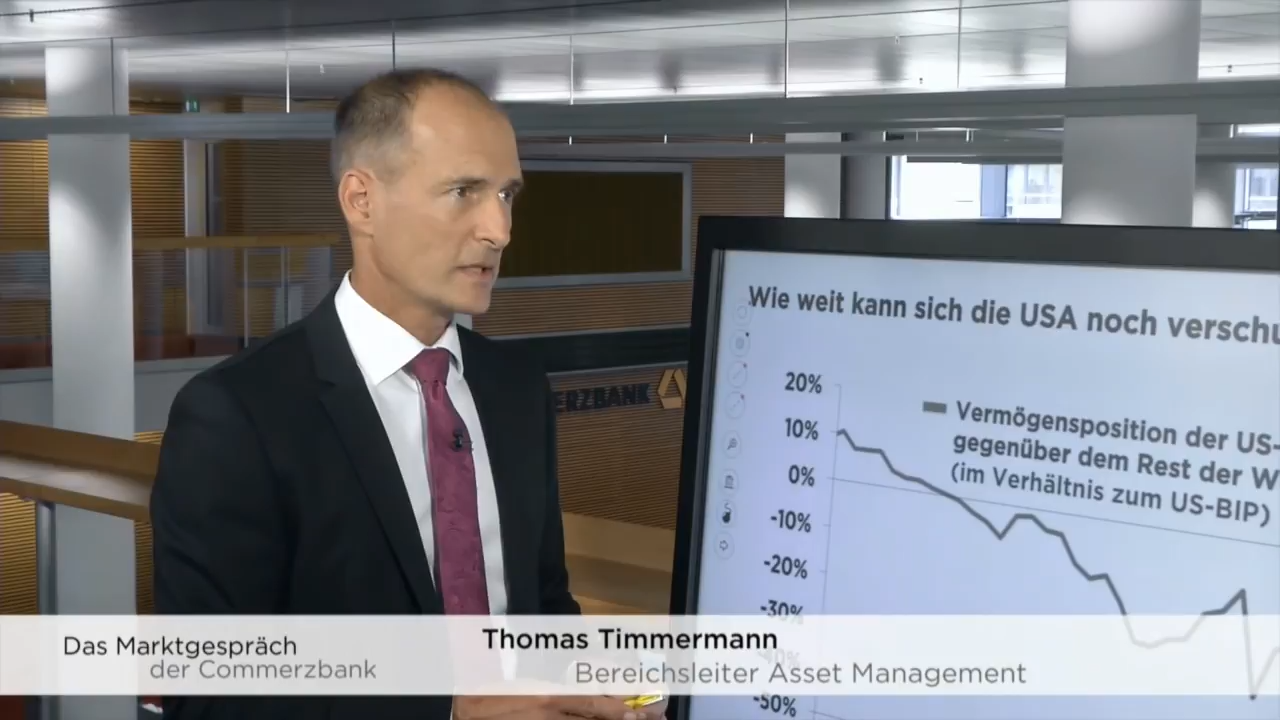 Wie weit kann sich die USA noch verschu
20%
10%
0%
-10%
-20%
-30%
-40%
-50%
Vermögensposition der US-
gegenüber dem Rest der W
(im Verhältnis zum US-BIP)
ERZBANK
Das Marktgespräch
der Commerzbank
Thomas Timmermann
Bereichsleiter Asset Management